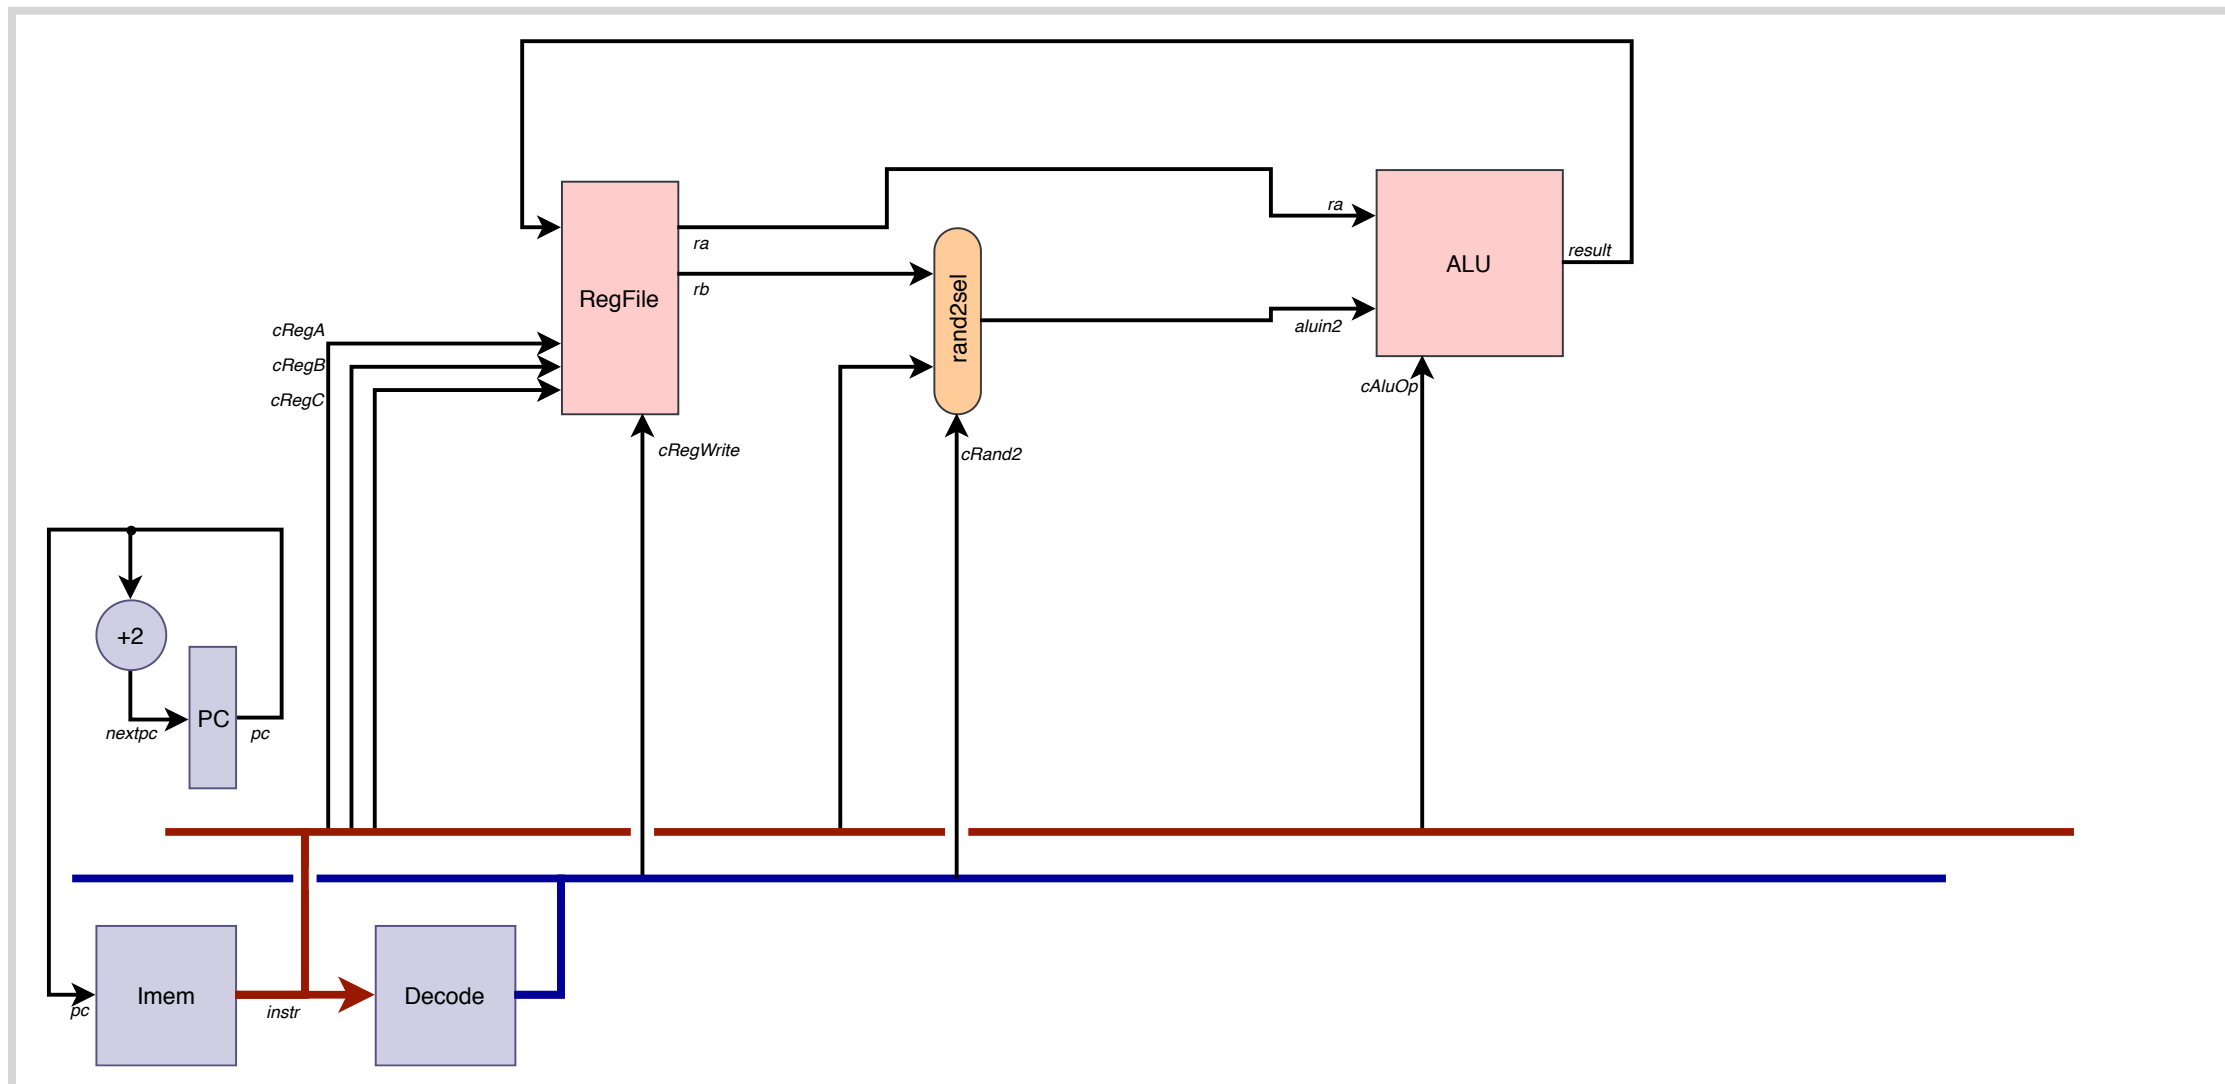 ra
ra
result
ALU
rb
RegFile
rand2sel
aluin2
cRegA
cRegB
cRegC
cAluOp
cRegWrite
cRand2
+2
PC
nextpc
pc
Imem
Decode
pc
instr